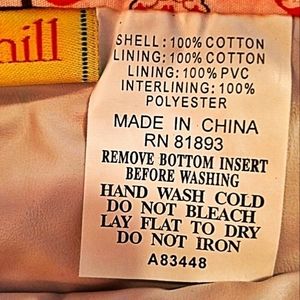 hill
SHELL: 100% COTTON
LINING: 100% COTTON
LINING: 100% PVC
INTERLINING: 100%
POLYESTER
MADE IN CHINA
RN 81893
REMOVE BOTTOM INSERT
BEFORE WASHING
HAND WASH COLD
DO NOT BLEACH
LAY FLAT TO DRY
DO NOT IRON
A83448